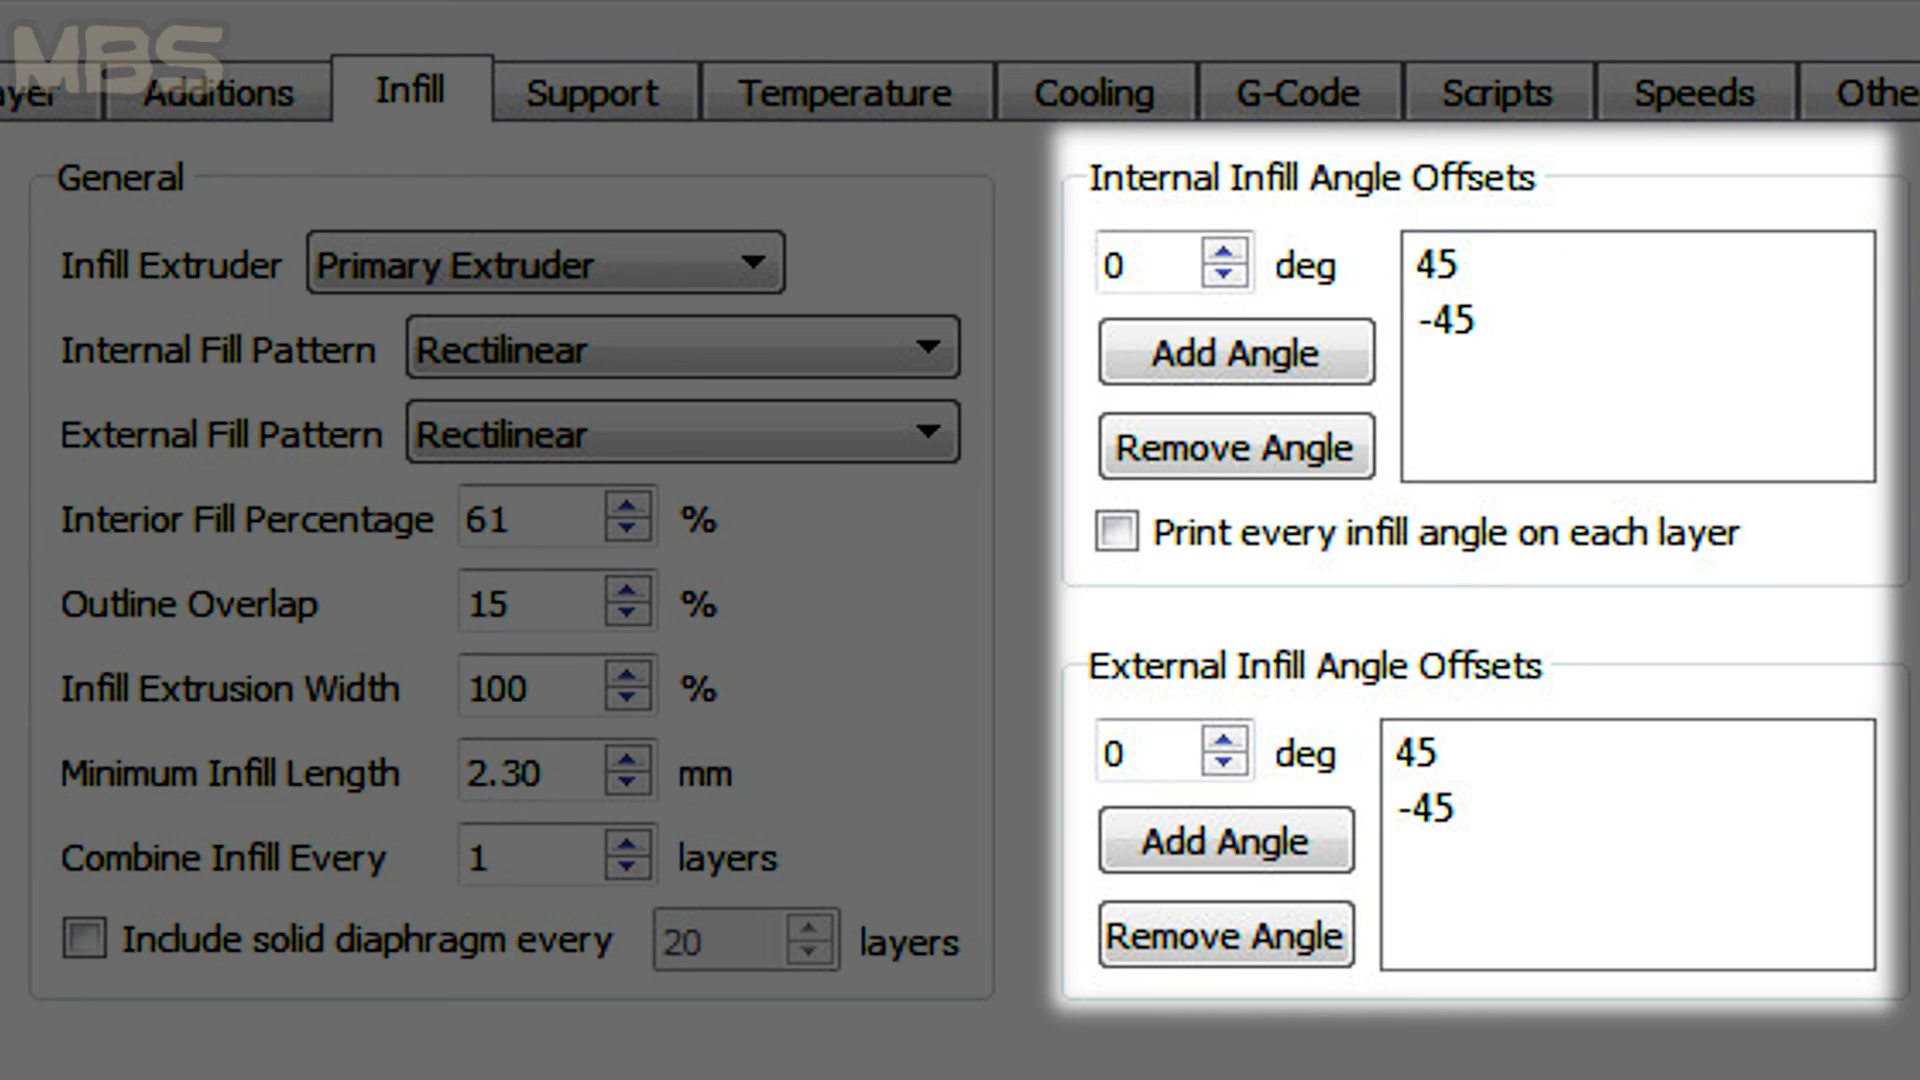 MBS
ayer Additions Infill Support Temperature Cooling G-Code Scripts Speeds Othe
General
Infill Extruder Primary Extruder
Internal Fill Pattern Rectilinear
External Fill Pattern Rectilinear
Interior Fill Percentage 61 %
Outline Overlap 15 %
Infill Extrusion Width 100 %
Minimum Infill Length 2.30 mm
Combine Infill Every 1 layers
Include solid diaphragm every 20 layers
Internal Infill Angle Offsets
0 deg
Add Angle
Remove Angle
45
-45
Print every infill angle on each layer
External Infill Angle Offsets
0 deg
Add Angle
Remove Angle
45
-45